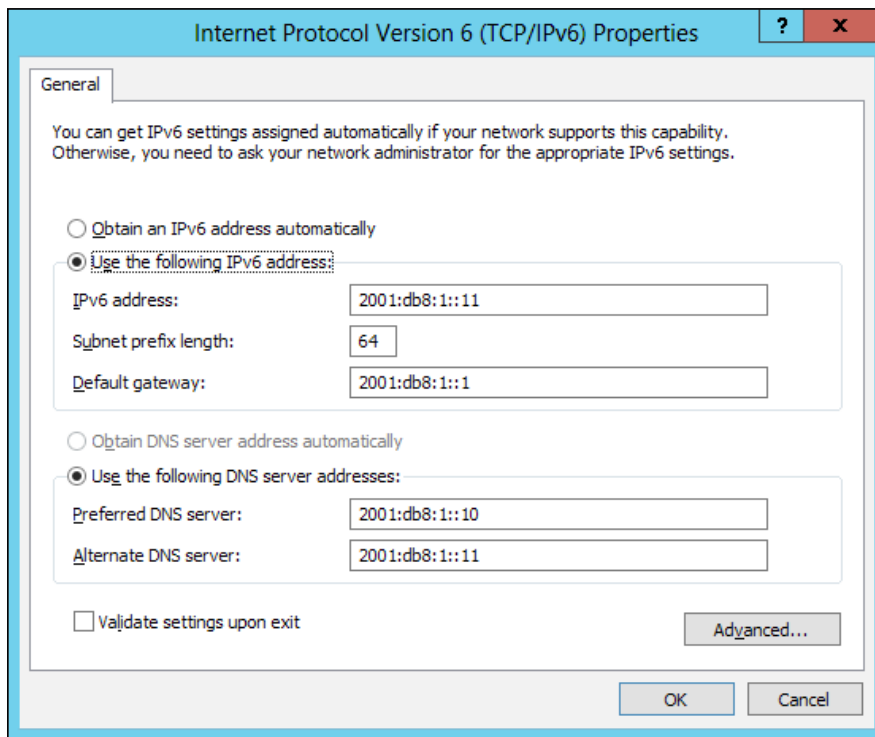 Internet Protocol Version 6 (TCP/IPv6) Properties
? x
General
You can get IPv6 settings assigned automatically if your network supports this capability.
Otherwise, you need to ask your network administrator for the appropriate IPv6 settings.
Obtain an IPv6 address automatically
Use the following IPv6 address:
IPv6 address: 2001:db8:1::11
Subnet prefix length: 64
Default gateway: 2001:db8:1::1
Obtain DNS server address automatically
Use the following DNS server addresses:
Preferred DNS server: 2001:db8:1::10
Alternate DNS server: 2001:db8:1::11
Validate settings upon exit
Advanced...
OK Cancel